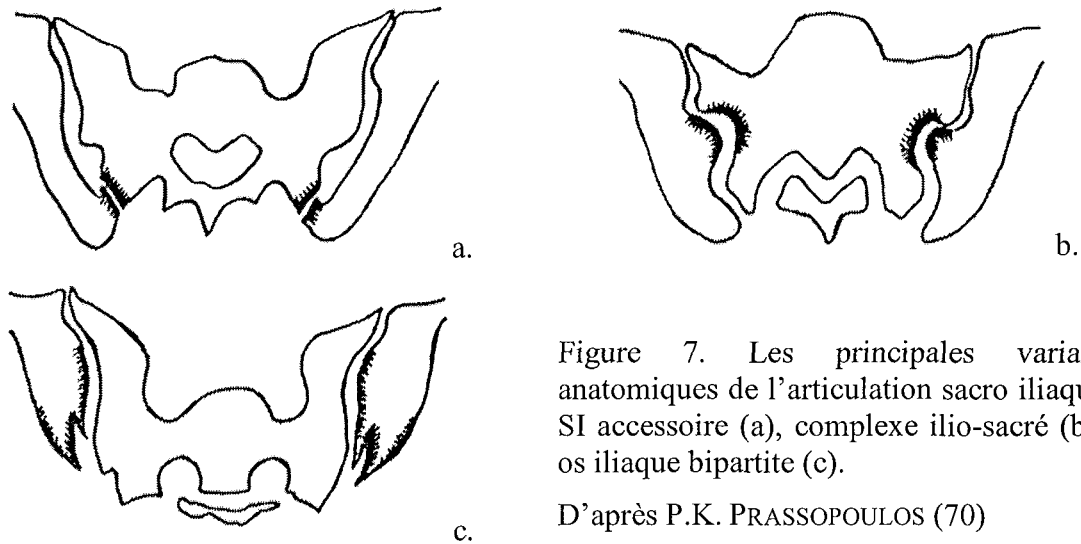 a.
b.
c.
Figure 7. Les principales varia
anatomiques de l'articulation sacro iliaqu
SI accessoire (a), complexe ilio-sacré (b
os iliaque bipartite (c).
D'après P.K. PRASSOPOULOS (70)